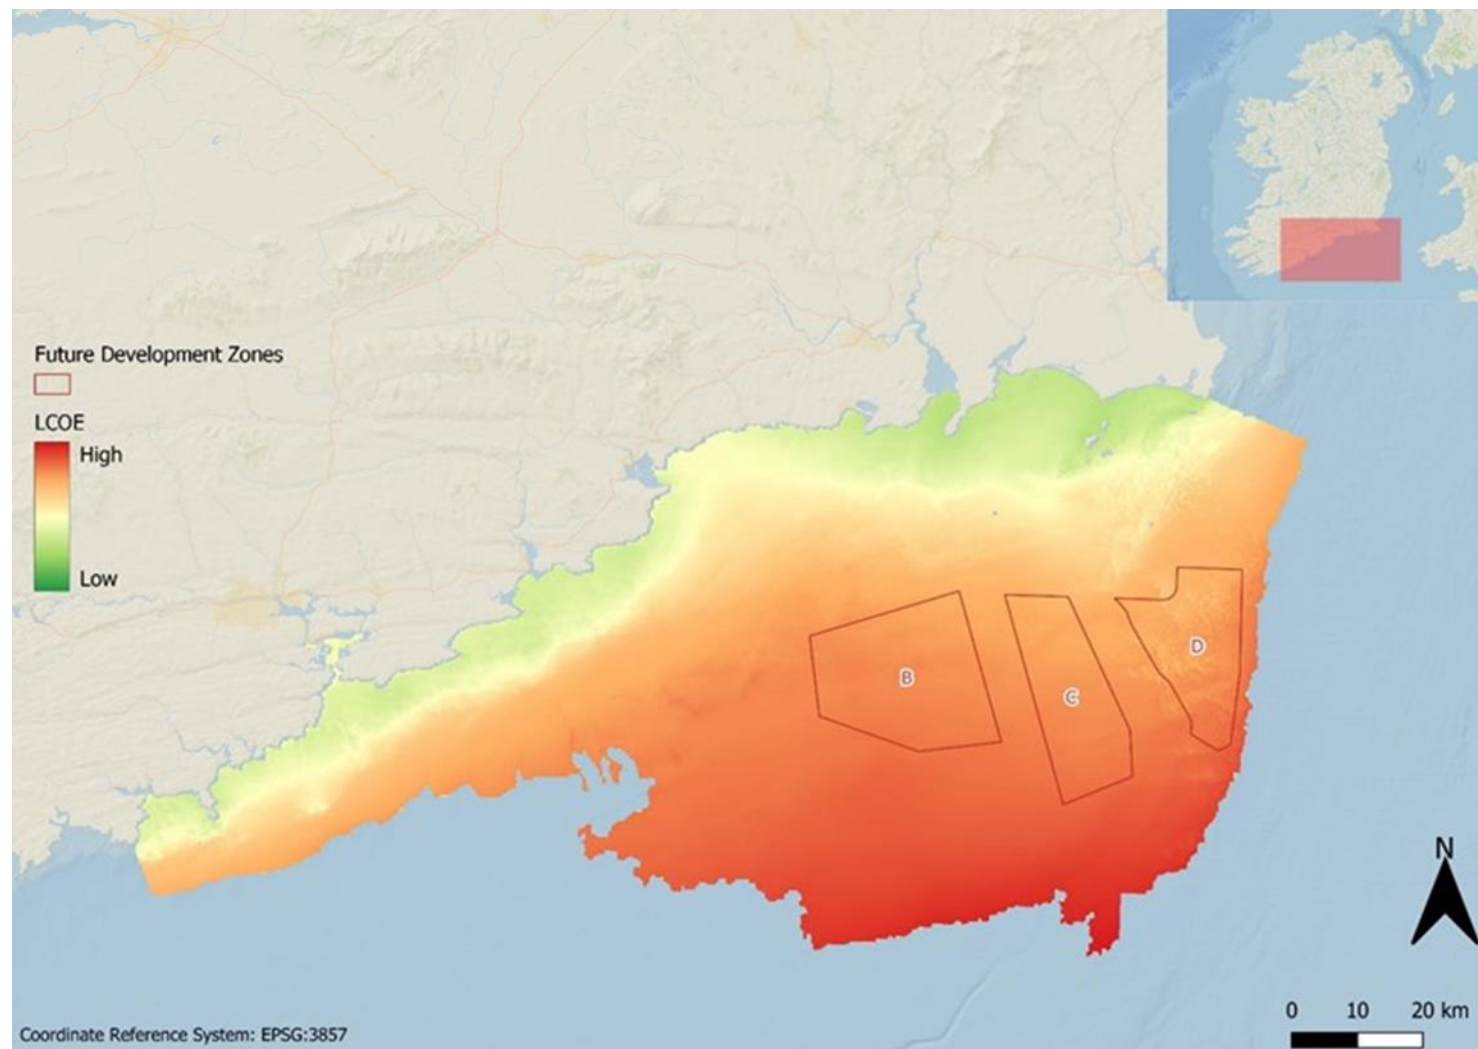 Future Development Zones
LCOE
High
Low
B
C
D
N
0 10 20 km
Coordinate Reference System: EPSG:3857